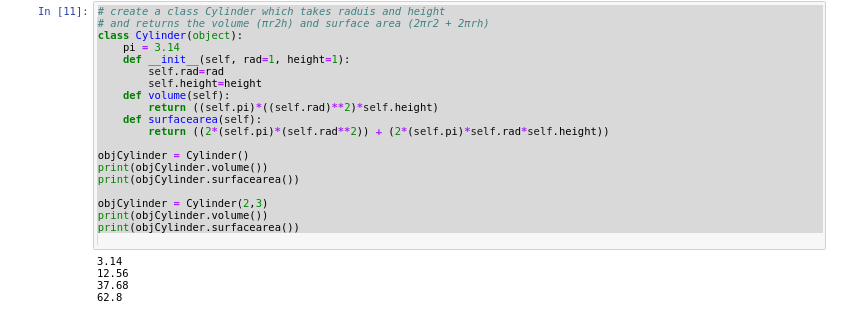 In [11]: # create a class Cylinder which takes raduis and height
# and returns the volume (πr2h) and surface area (2πr2 + 2πrh)
class Cylinder(object):
    pi = 3.14
    def __init__(self, rad=1, height=1):
        self.rad=rad
        self.height=height
    def volume(self):
        return ((self.pi)*((self.rad)**2)*self.height)
    def surfacearea(self):
        return ((2*(self.pi)*(self.rad**2)) + (2*(self.pi)*self.rad*self.height))
objCylinder = Cylinder()
print(objCylinder.volume())
print(objCylinder.surfacearea())
objCylinder = Cylinder(2,3)
print(objCylinder.volume())
print(objCylinder.surfacearea())
3.14
12.56
37.68
62.8